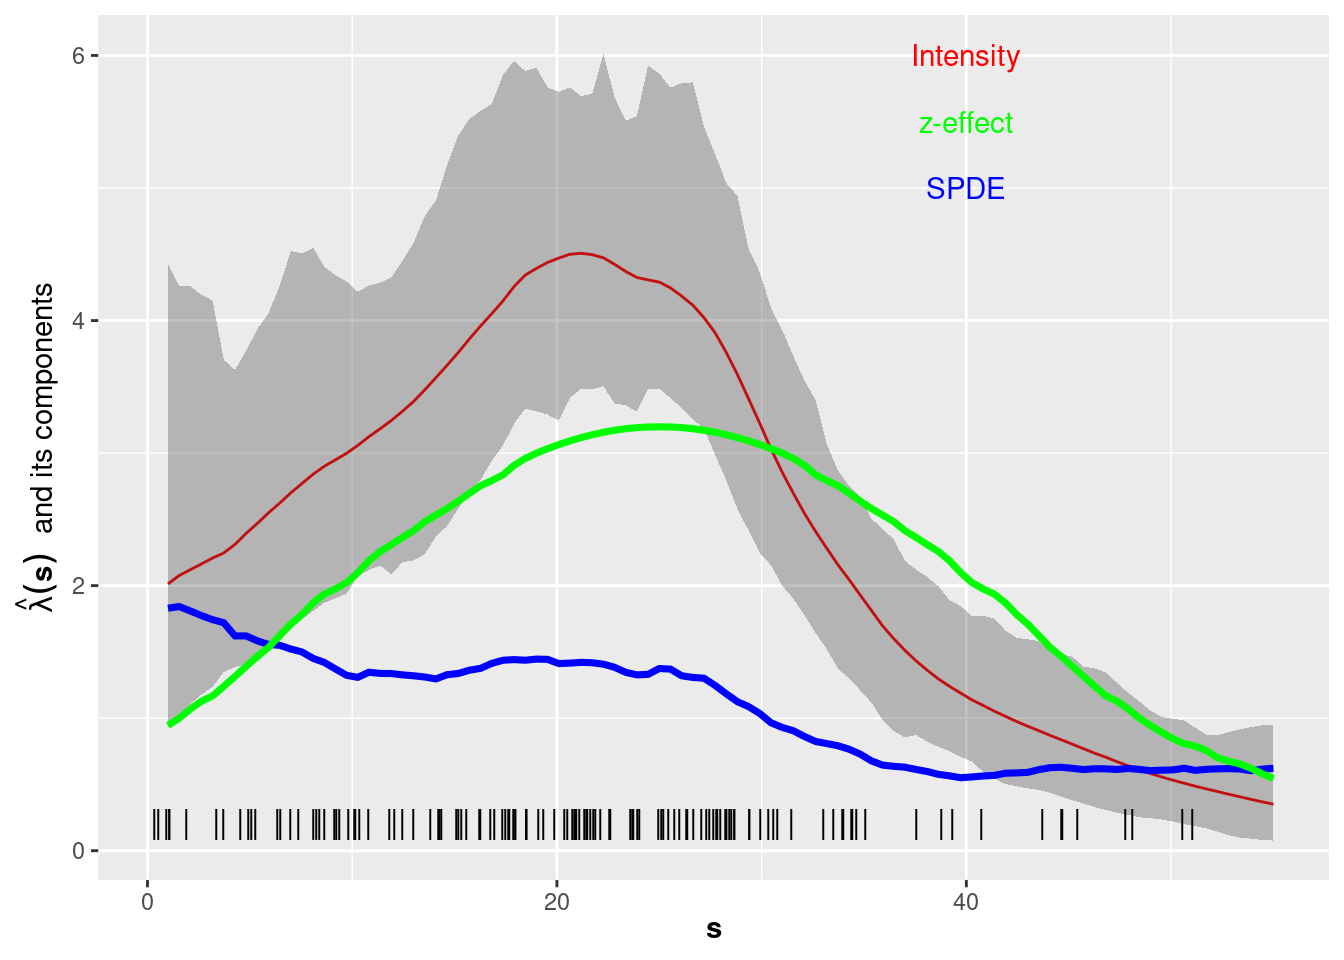 Intensity
z-effect
SPDE
λ̂(s) and its components
6
4
2
0
0 20 40
s